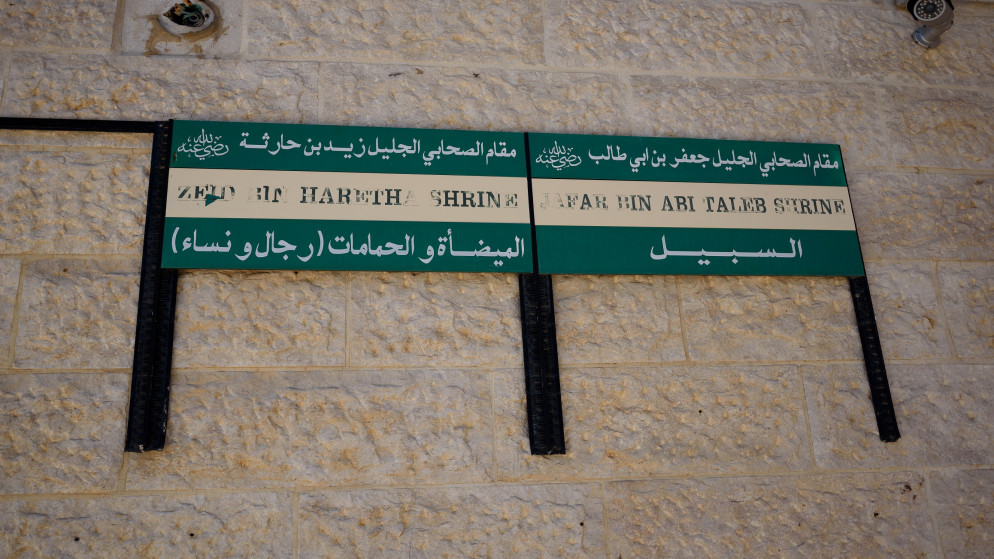 مقام الصحابي الجليل جعفر بن ابي طالب رضي الله عنه
JAFAR BIN ABI TALEB SHRINE
الســبــيــل
مقام الصحابي الجليل زيد بن حارثة رضي الله عنه
ZEID BIN HARETHA SHRINE
الميضأة و الحمامات (رجال و نساء)